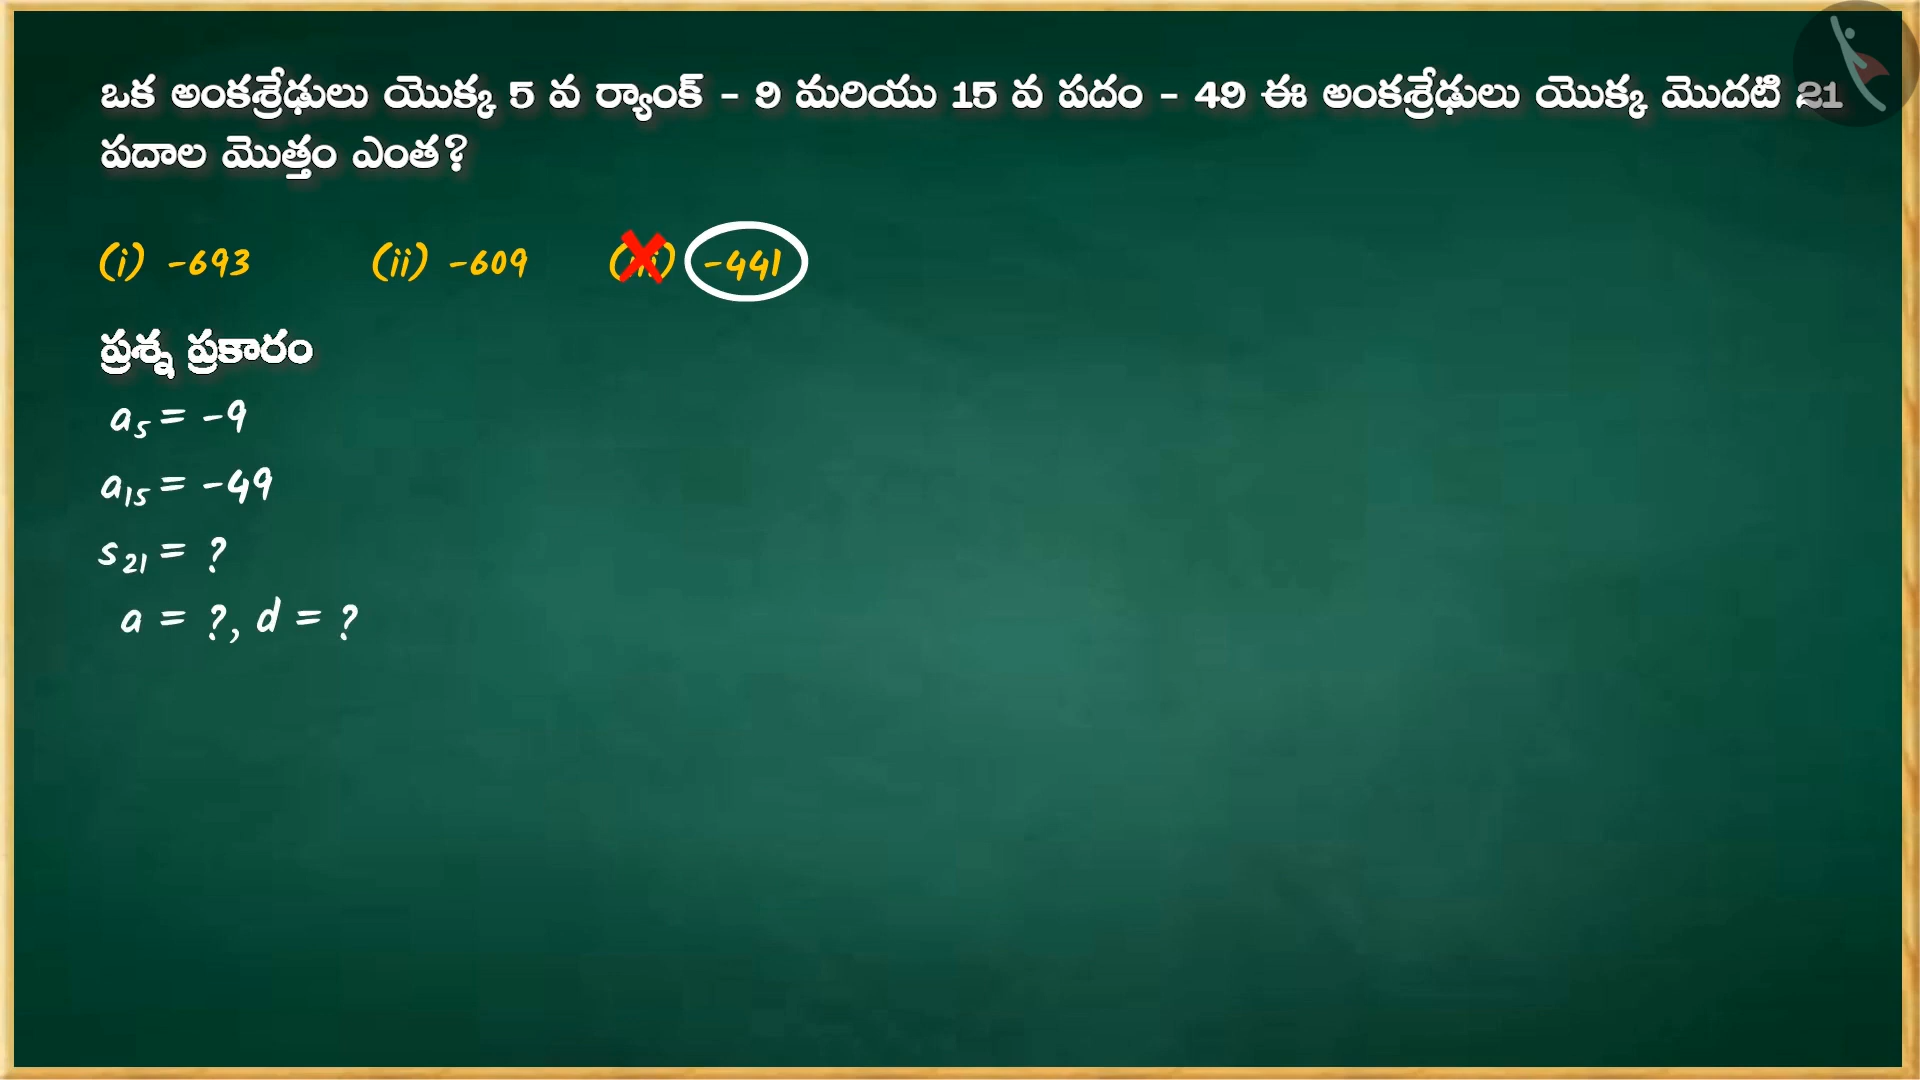 ఒక అంకశ్రేఢులు యొక్క 5 వ ర్యాంక్ - 9 మరియు 15 వ పదం - 49 ఈ అంకశ్రేఢులు యొక్క మొదటి 21
పదాల మొత్తం ఎంత?
(i) -693 (ii) -609 (iii) -441
ప్రశ్న ప్రకారం
a₅ = -9
a₁₅ = -49
s₂₁ = ?
a = ?, d = ?